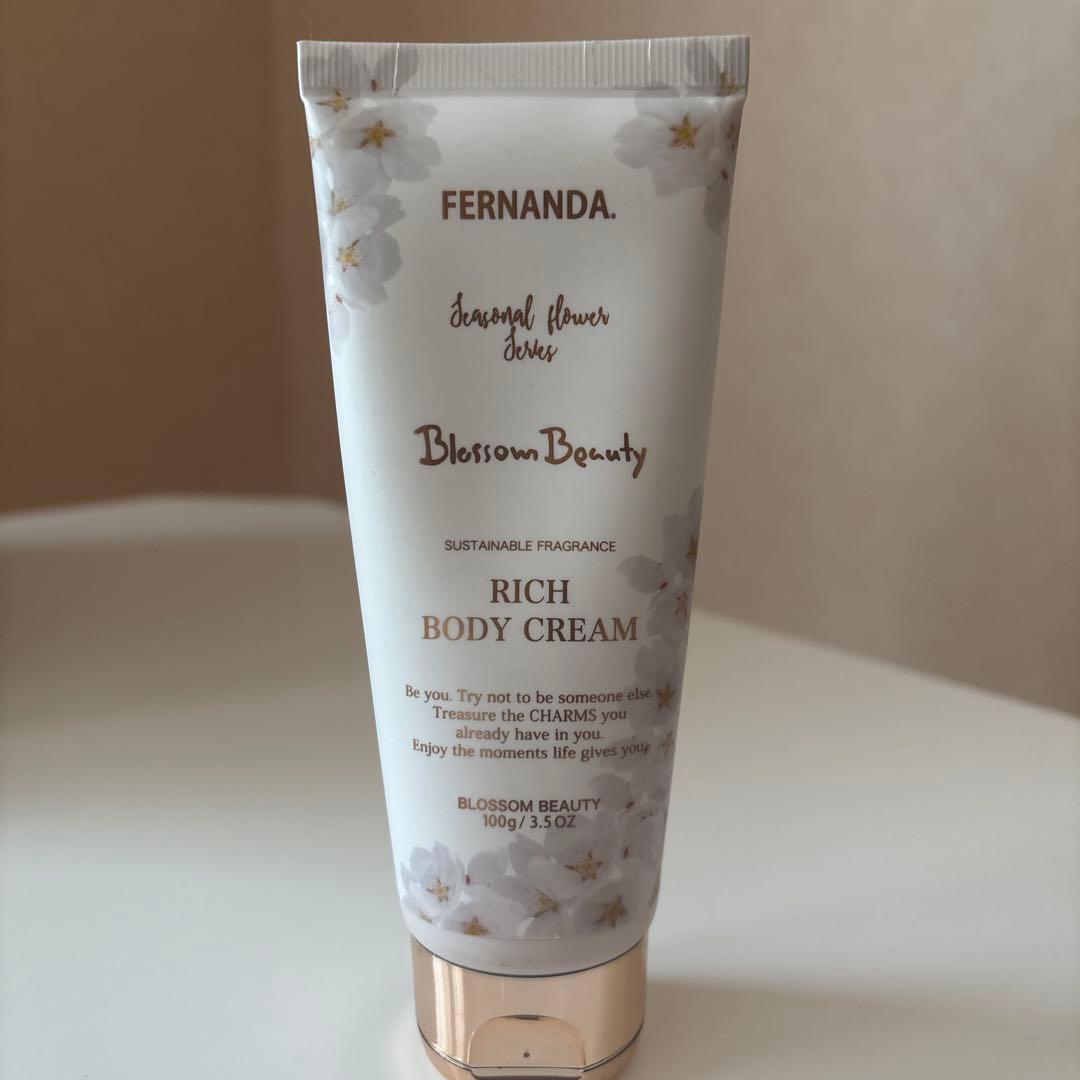 FERNANDA.
Seasonal flower
Series
Blossom Beauty
SUSTAINABLE FRAGRANCE
RICH
BODY CREAM
Be you. Try not to be someone else.
Treasure the CHARMS you
already have in you.
Enjoy the moments life gives you.
BLOSSOM BEAUTY
100g/ 3.5 OZ